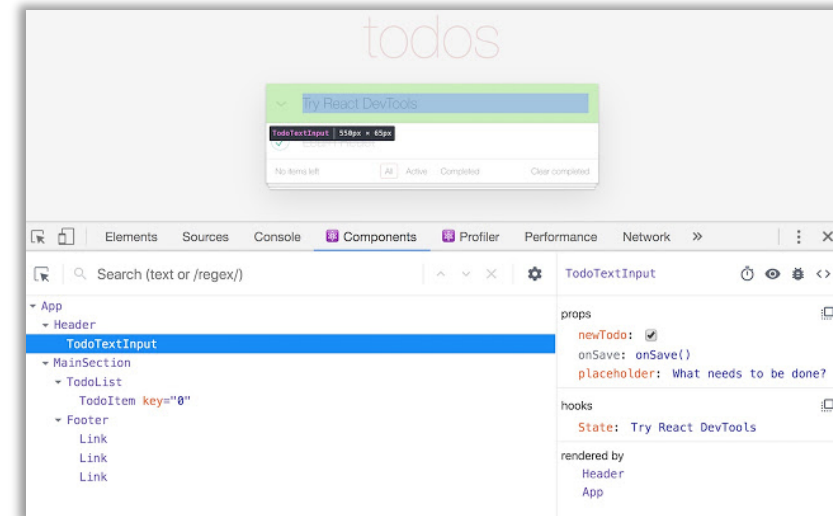 todos
Try React DevTools
TodoTextInput | 550px × 65px
No items left All Active Completed Clear completed
Elements Sources Console Components Profiler Performance Network »
Search (text or /regex/)
TodoTextInput
App
Header
TodoTextInput
MainSection
TodoList
TodoItem key="0"
Footer
Link
Link
Link
props
newTodo:
onSave: onSave()
placeholder: What needs to be done?
hooks
State: Try React DevTools
rendered by
Header
App